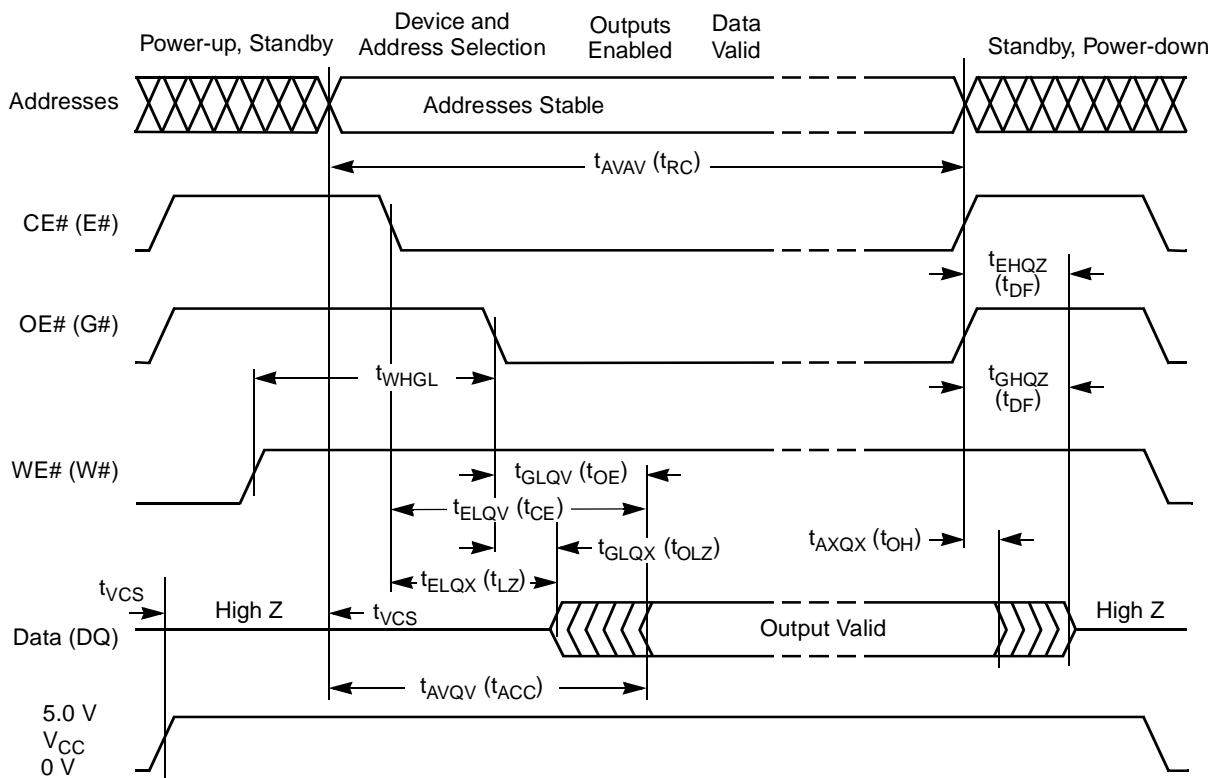 Power-up, Standby
Device and
Address Selection
Outputs
Enabled
Data
Valid
Standby, Power-down
Addresses
Addresses Stable
tAVAV (tRC)
CE# (E#)
tEHQZ
(tDF)
OE# (G#)
tWHGL
tGHQZ
(tDF)
WE# (W#)
tGLQV (tOE)
tELQV (tCE)
tGLQX (tOLZ)
tAXQX (tOH)
tELQX (tLZ)
tVCS
High Z
tVCS
High Z
Data (DQ)
Output Valid
tAVQV (tACC)
5.0 V
VCC
0 V